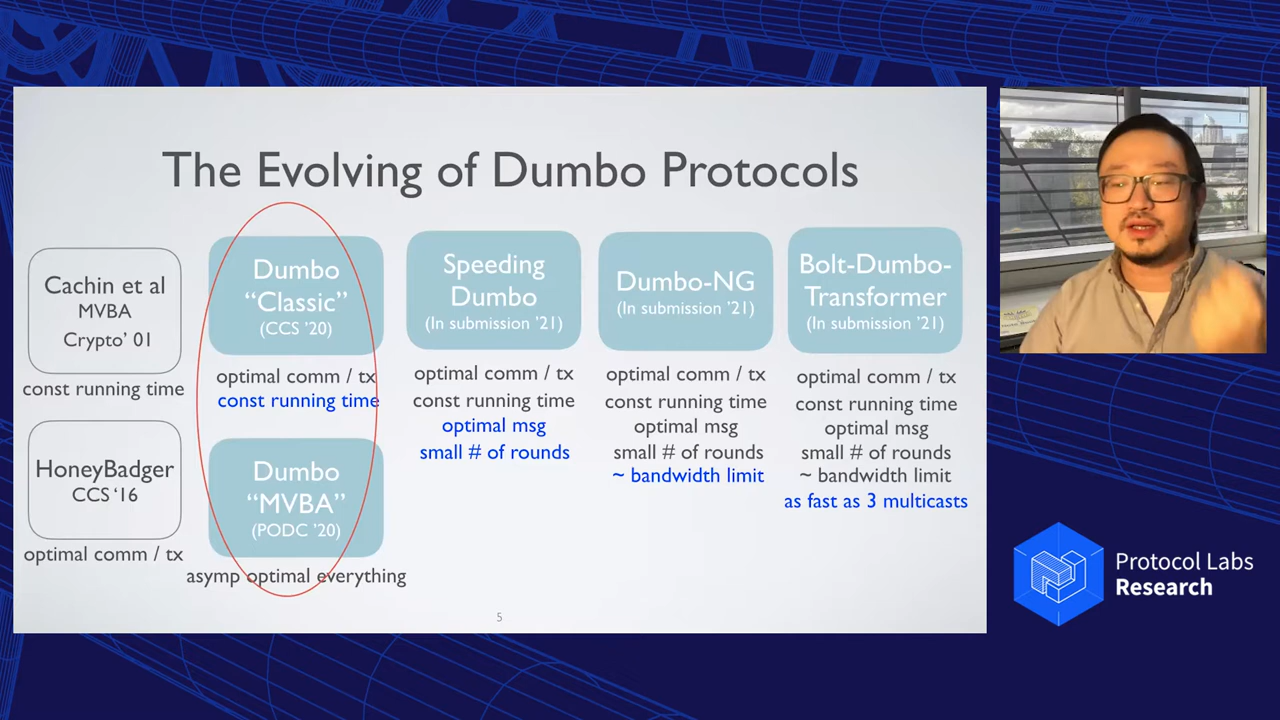 The Evolving of Dumbo Protocols
Cachin et al
MVBA
Crypto' 01
const running time
HoneyBadger
CCS '16
optimal comm / tx
Dumbo
“Classic”
(CCS ’20)
optimal comm / tx
const running time
Dumbo
“MVBA”
(PODC ’20)
asymp optimal everything
Speeding
Dumbo
(In submission ’21)
optimal comm / tx
const running time
optimal msg
small # of rounds
Dumbo-NG
(In submission ’21)
optimal comm / tx
const running time
optimal msg
small # of rounds
~ bandwidth limit
Bolt-Dumbo-
Transformer
(In submission ’21)
optimal comm / tx
const running time
optimal msg
small # of rounds
~ bandwidth limit
as fast as 3 multicasts
5
Protocol Labs
Research